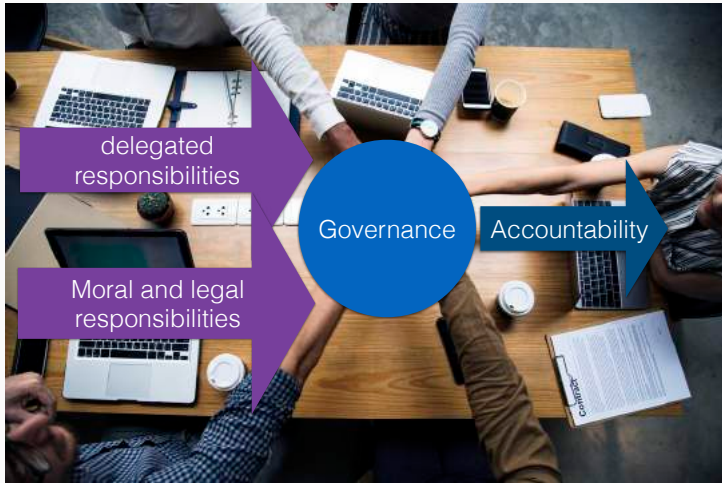 delegated
responsibilities
Governance
Accountability
Moral and legal
responsibilities
Contract